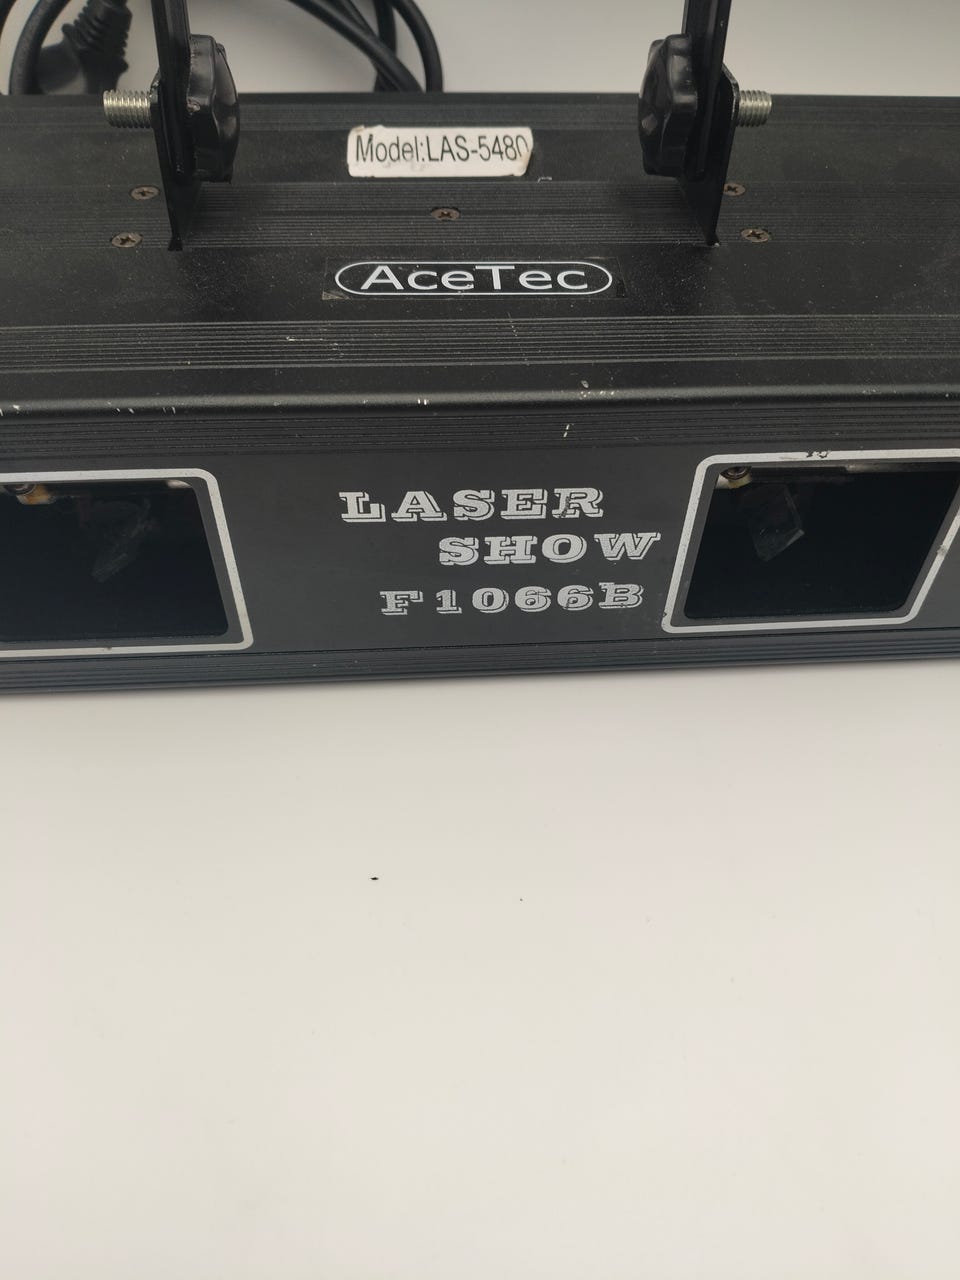 Model:LAS-5480
AceTec
LASER
SHOW
F1066B